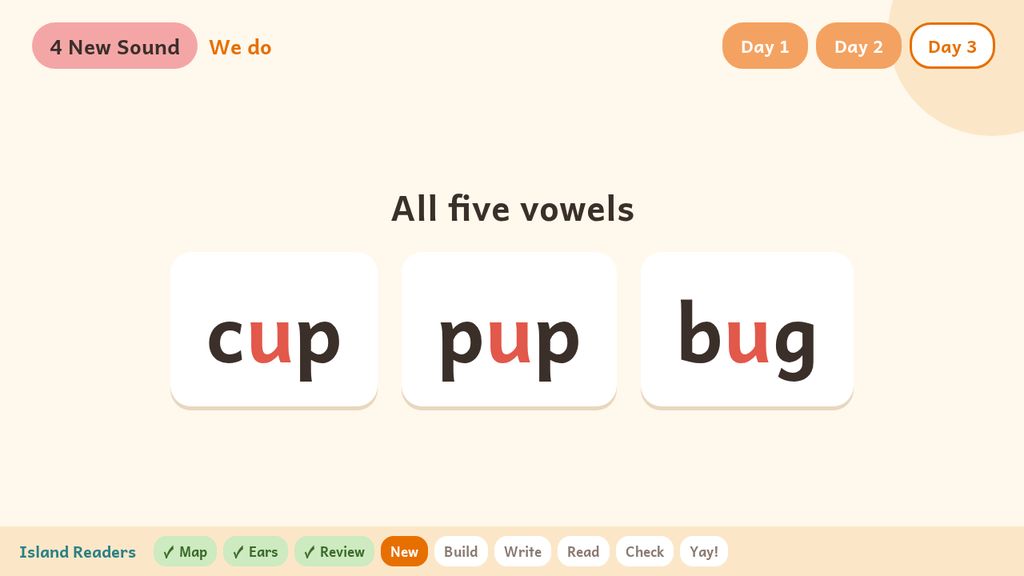 4 New Sound We do Day 1 Day 2 Day 3
All five vowels
cup pup bug
Island Readers ✓ Map ✓ Ears ✓ Review New Build Write Read Check Yay!